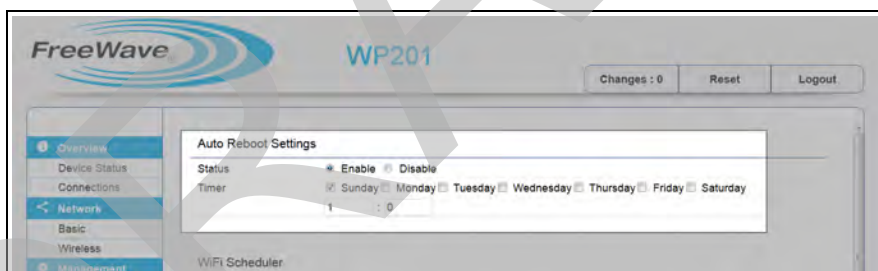 FreeWave
WP201
Changes : 0 Reset Logout
Overview
Device Status
Connections
Network
Basic
Wireless
Management
Auto Reboot Settings
Status Enable Disable
Timer Sunday Monday Tuesday Wednesday Thursday Friday Saturday
1 : 0
WiFi Scheduler